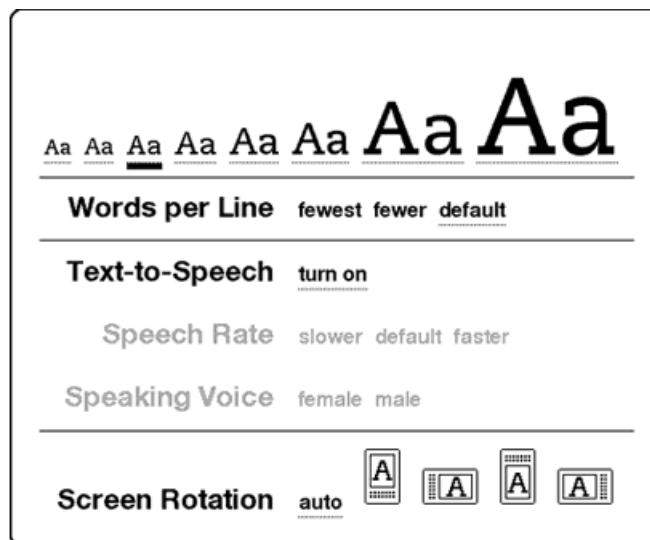 Aa Aa Aa Aa Aa Aa Aa Aa
Words per Line fewest fewer default
Text-to-Speech turn on
Speech Rate slower default faster
Speaking Voice female male
Screen Rotation auto A A A A